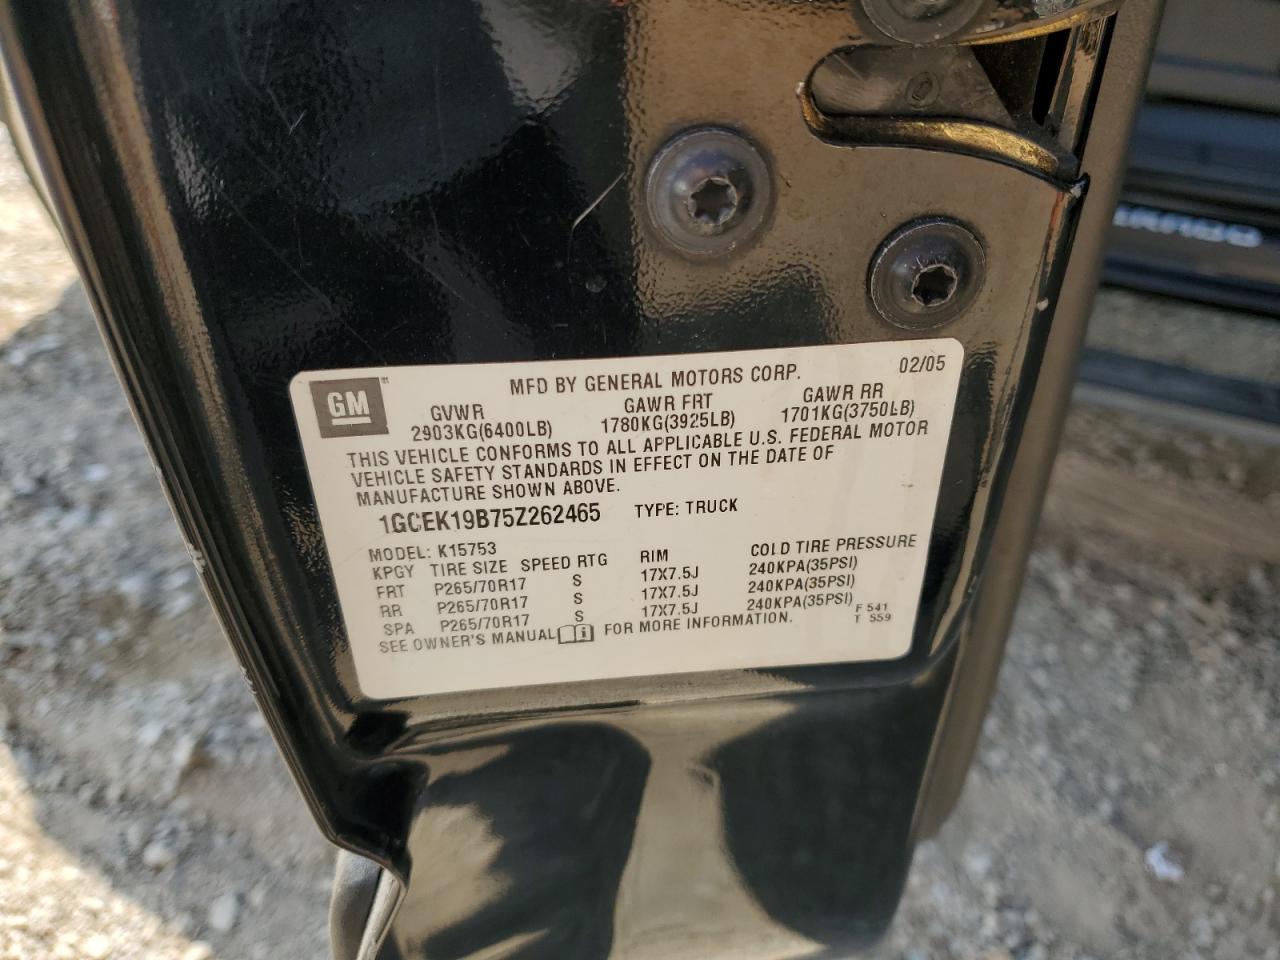 GM
MFD BY GENERAL MOTORS CORP. 02/05
GVWR GAWR FRT GAWR RR
2903KG(6400LB) 1780KG(3925LB) 1701KG(3750LB)
THIS VEHICLE CONFORMS TO ALL APPLICABLE U.S. FEDERAL MOTOR
VEHICLE SAFETY STANDARDS IN EFFECT ON THE DATE OF
MANUFACTURE SHOWN ABOVE.
1GCEK19B75Z262465 TYPE: TRUCK
MODEL: K15753
KPGY TIRE SIZE SPEED RTG RIM COLD TIRE PRESSURE
FRT P265/70R17 S 17X7.5J 240KPA(35PSI)
RR P265/70R17 S 17X7.5J 240KPA(35PSI)
SPA P265/70R17 S 17X7.5J 240KPA(35PSI)
SEE OWNER'S MANUAL FOR MORE INFORMATION.
F 541
T 559